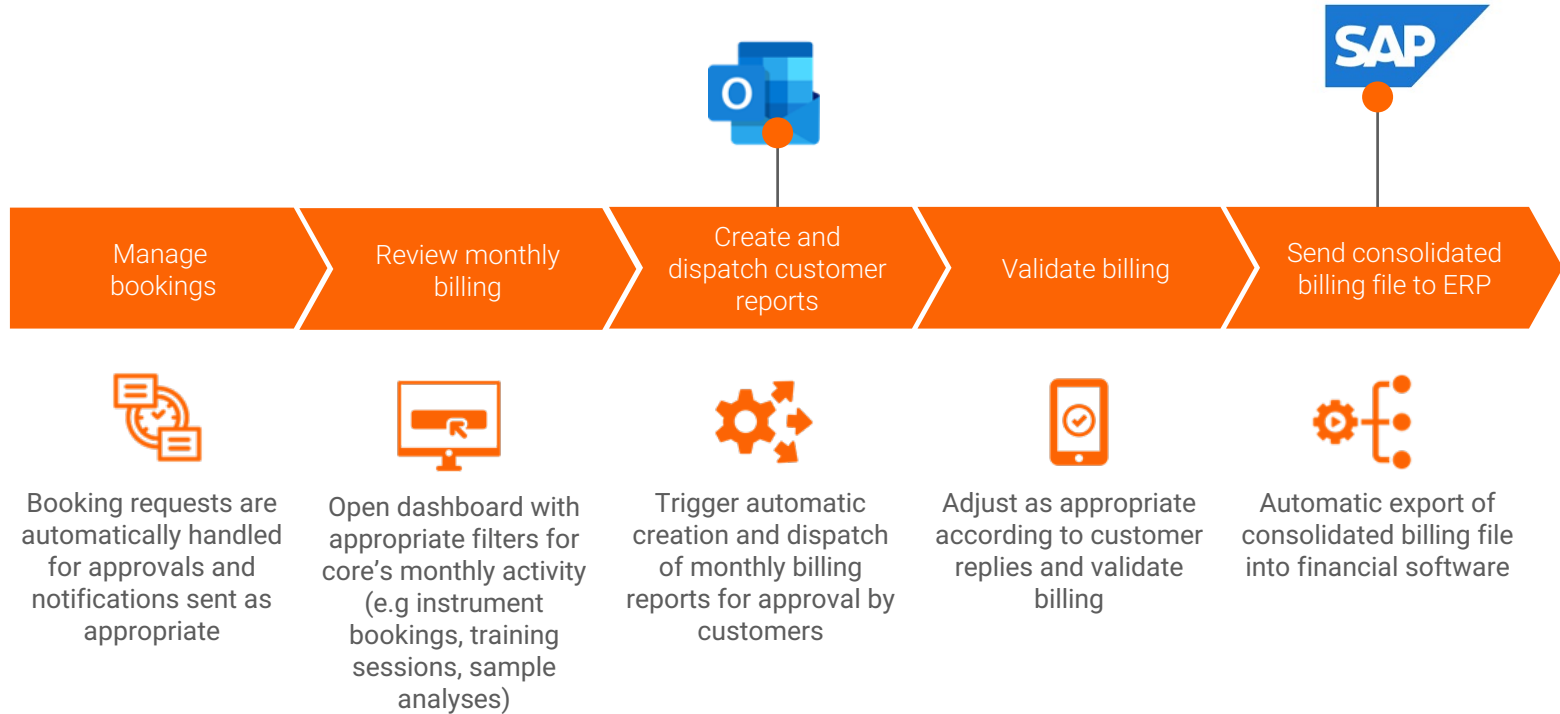 O
SAP
Manage
bookings
Review monthly
billing
Create and
dispatch customer
reports
Validate billing
Send consolidated
billing file to ERP
Booking requests are
automatically handled
for approvals and
notifications sent as
appropriate
Open dashboard with
appropriate filters for
core's monthly activity
(e.g instrument
bookings, training
sessions, sample
analyses)
Trigger automatic
creation and dispatch
of monthly billing
reports for approval by
customers
Adjust as appropriate
according to customer
replies and validate
billing
Automatic export of
consolidated billing file
into financial software